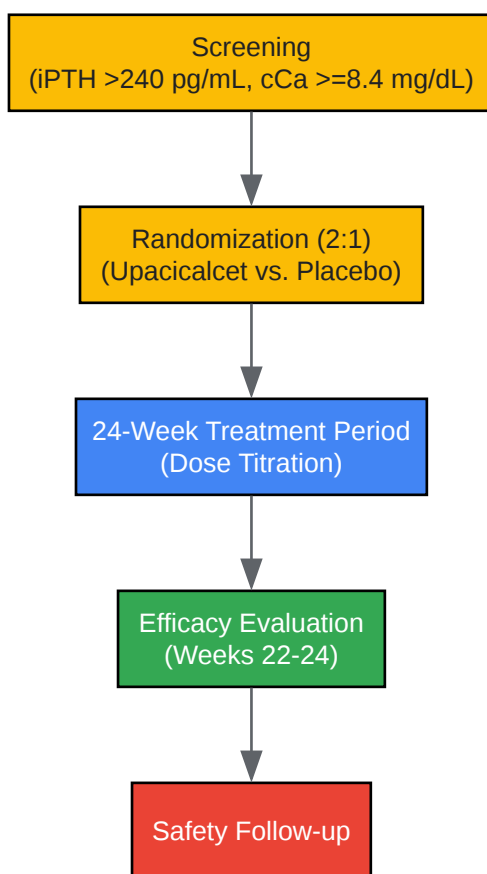 Screening
(iPTH >240 pg/mL, cCa >=8.4 mg/dL)
Randomization (2:1)
(Upacicalcet vs. Placebo)
24-Week Treatment Period
(Dose Titration)
Efficacy Evaluation
(Weeks 22-24)
Safety Follow-up